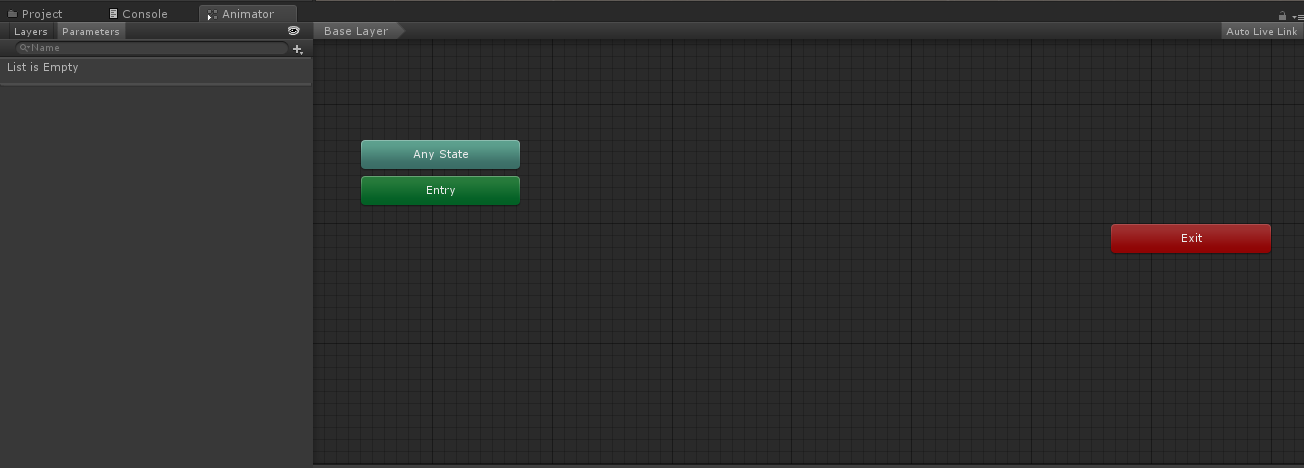 Project Console Animator
Layers Parameters Base Layer Auto Live Link
Name
List is Empty
Any State
Entry
Exit